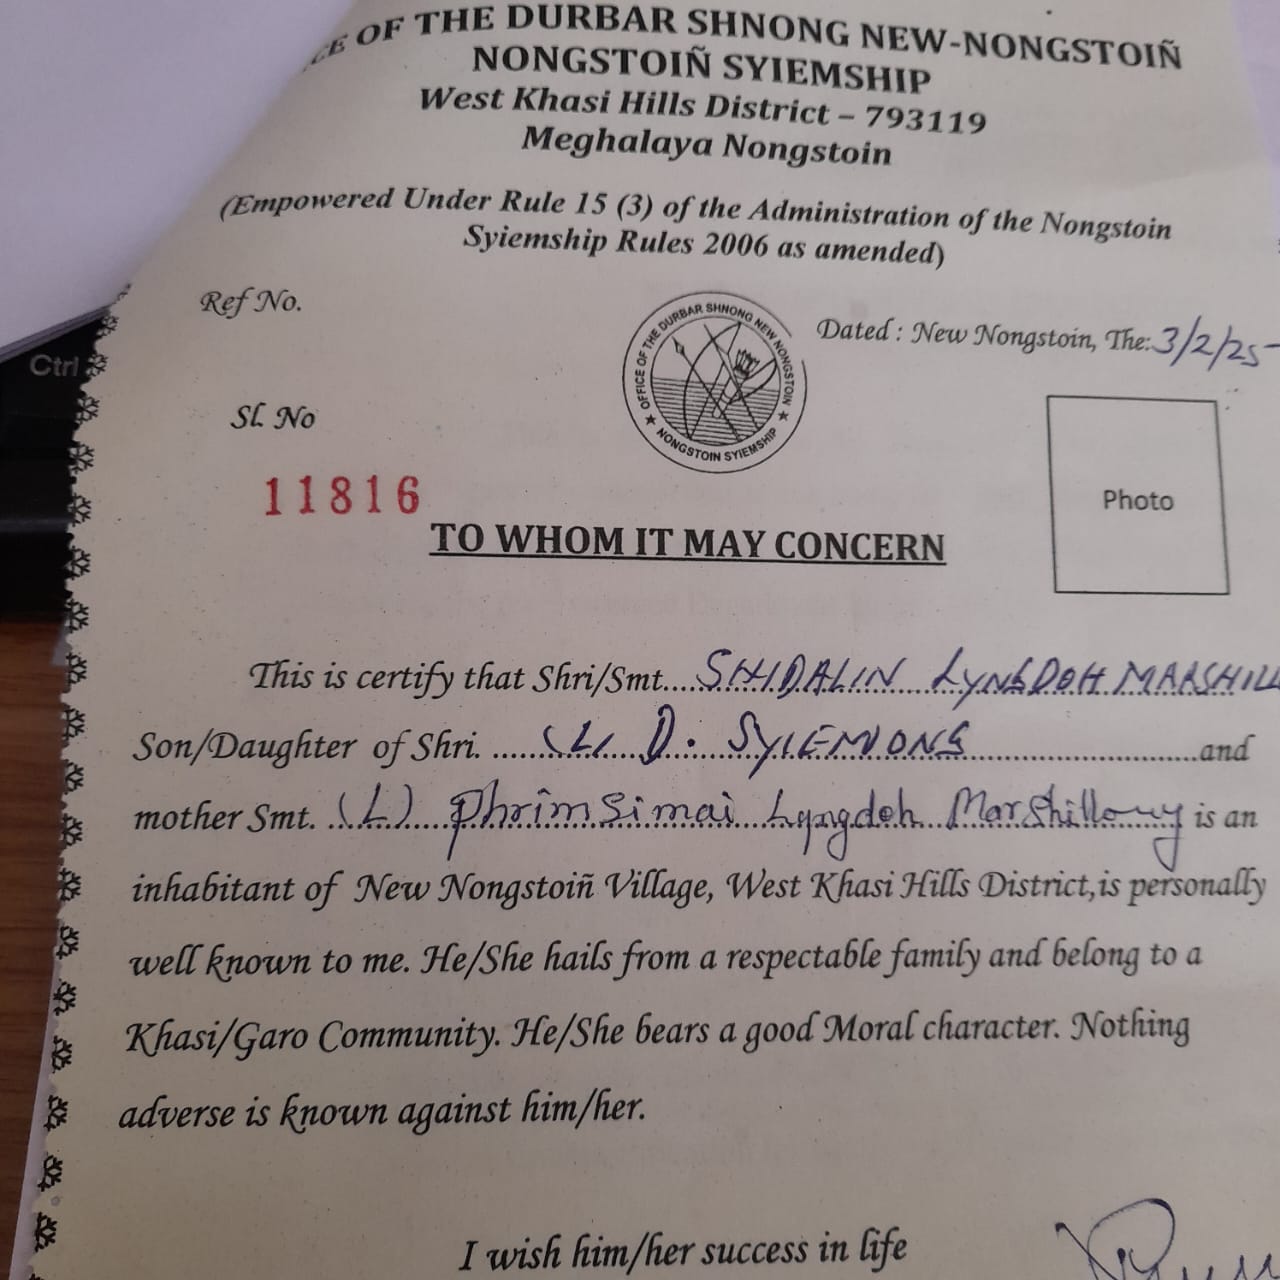 CE OF THE DURBAR SHNONG NEW-NONGSTOIÑ
NONGSTOIÑ SYIEMSHIP
West Khasi Hills District – 793119
Meghalaya Nongstoin
(Empowered Under Rule 15 (3) of the Administration of the Nongstoin
Syiemship Rules 2006 as amended)
Ref No.
OFFICE OF THE DURBAR SHNONG NEW NONGSTOIN
★ NONGSTOIN SYIEMSHIP ★
Dated : New Nongstoin, The: 3/2/25
Ctrl
Sl. No
11816
Photo
TO WHOM IT MAY CONCERN
This is certify that Shri/Smt....SHIDALIN LYNGDOH MARSHILL
Son/Daughter of Shri. ......(L) D. SYIEMIONG......and
mother Smt. (L) Phrimsimai Lyngdoh Marshillong is an
inhabitant of New Nongstoiñ Village, West Khasi Hills District,is personally
well known to me. He/She hails from a respectable family and belong to a
Khasi/Garo Community. He/She bears a good Moral character. Nothing
adverse is known against him/her.
I wish him/her success in life